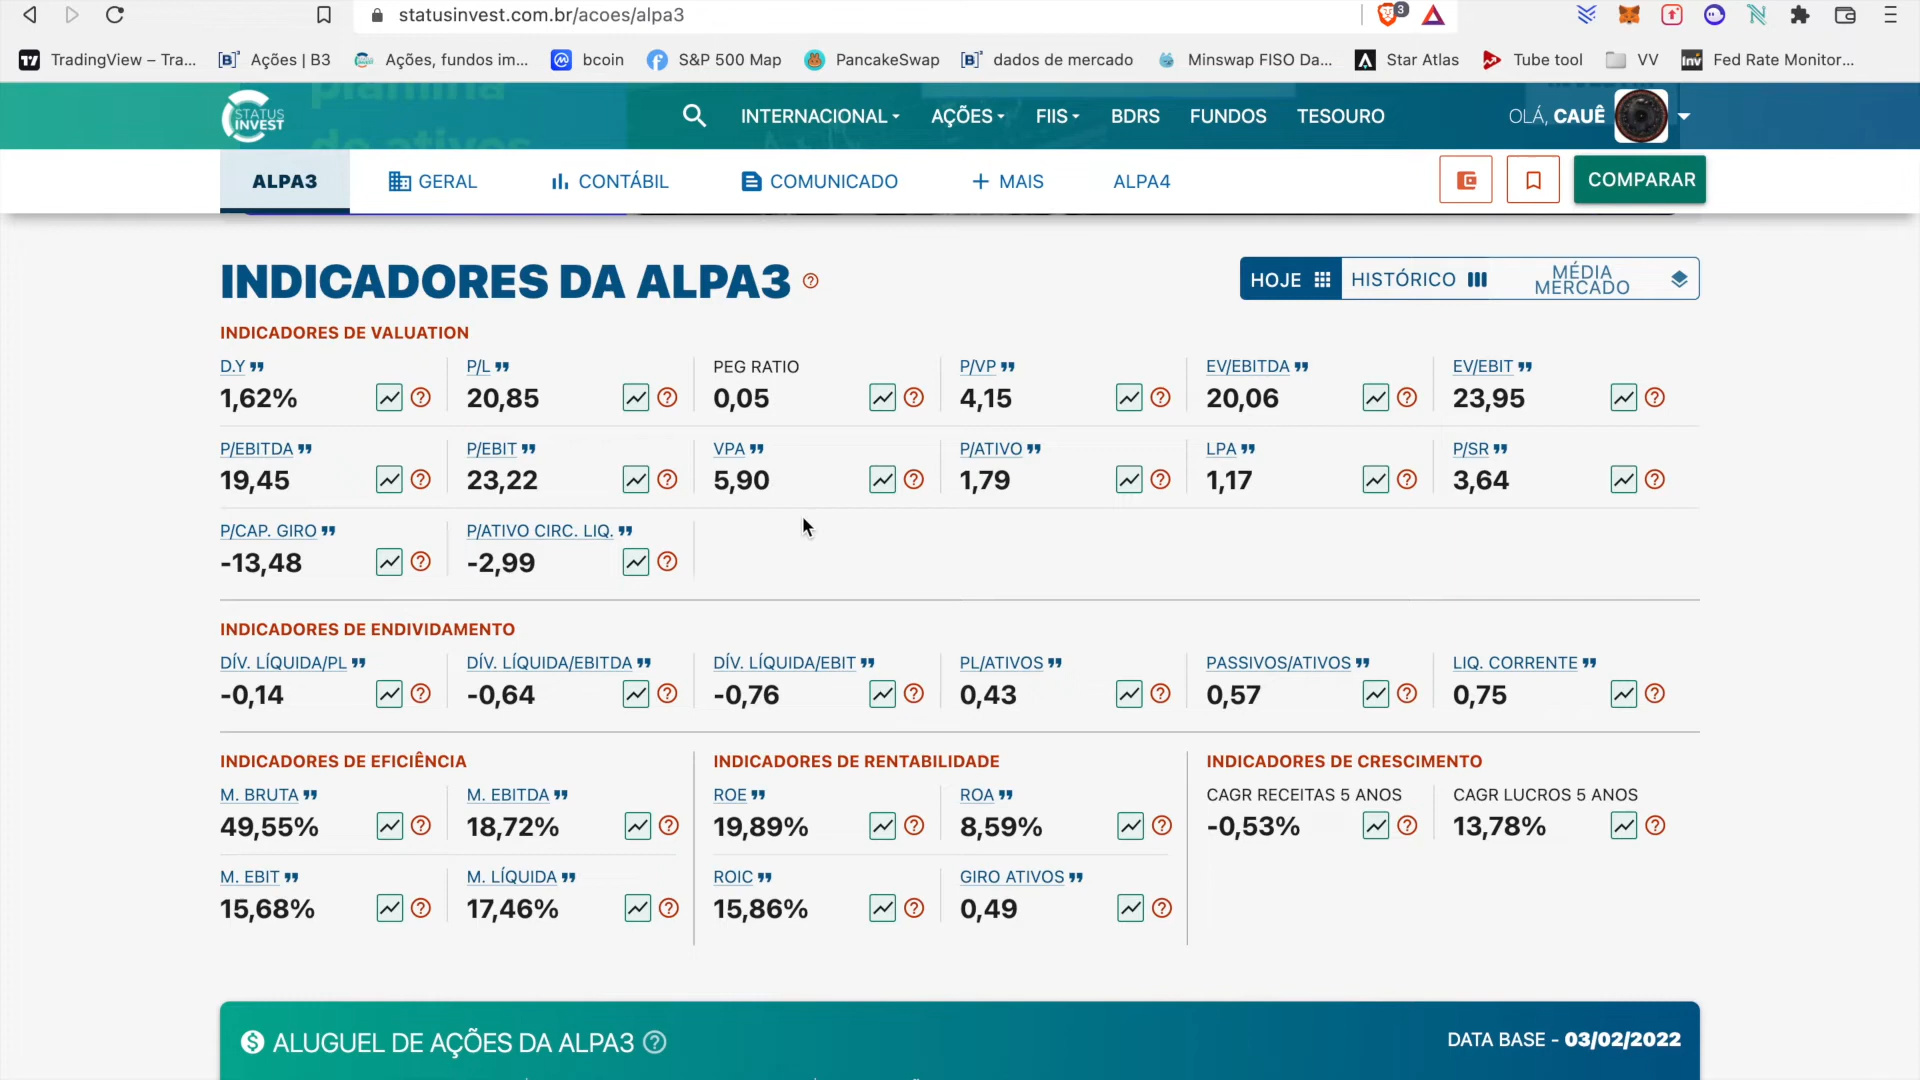 statusinvest.com.br/acoes/alpa3
3
TradingView – Tra...
Ações | B3
Ações, fundos im...
bcoin
S&P 500 Map
PancakeSwap
dados de mercado
Minswap FISO Da...
Star Atlas
Tube tool
VV
Fed Rate Monitor...
STATUS
INVEST
de ativos
INTERNACIONAL
AÇÕES
FIIS
BDRS
FUNDOS
TESOURO
OLÁ, CAUÊ
ALPA3
GERAL
CONTÁBIL
COMUNICADO
+ MAIS
ALPA4
COMPARAR
INDICADORES DA ALPA3
HOJE
HISTÓRICO
MÉDIA
MERCADO
INDICADORES DE VALUATION
D.Y
P/L
PEG RATIO
P/VP
EV/EBITDA
EV/EBIT
1,62%
20,85
0,05
4,15
20,06
23,95
P/EBITDA
P/EBIT
VPA
P/ATIVO
LPA
P/SR
19,45
23,22
5,90
1,79
1,17
3,64
P/CAP. GIRO
P/ATIVO CIRC. LIQ.
-13,48
-2,99
INDICADORES DE ENDIVIDAMENTO
DÍV. LÍQUIDA/PL
DÍV. LÍQUIDA/EBITDA
DÍV. LÍQUIDA/EBIT
PL/ATIVOS
PASSIVOS/ATIVOS
LIQ. CORRENTE
-0,14
-0,64
-0,76
0,43
0,57
0,75
INDICADORES DE EFICIÊNCIA
INDICADORES DE RENTABILIDADE
INDICADORES DE CRESCIMENTO
M. BRUTA
M. EBITDA
ROE
ROA
CAGR RECEITAS 5 ANOS
CAGR LUCROS 5 ANOS
49,55%
18,72%
19,89%
8,59%
-0,53%
13,78%
M. EBIT
M. LÍQUIDA
ROIC
GIRO ATIVOS
15,68%
17,46%
15,86%
0,49
ALUGUEL DE AÇÕES DA ALPA3
DATA BASE - 03/02/2022